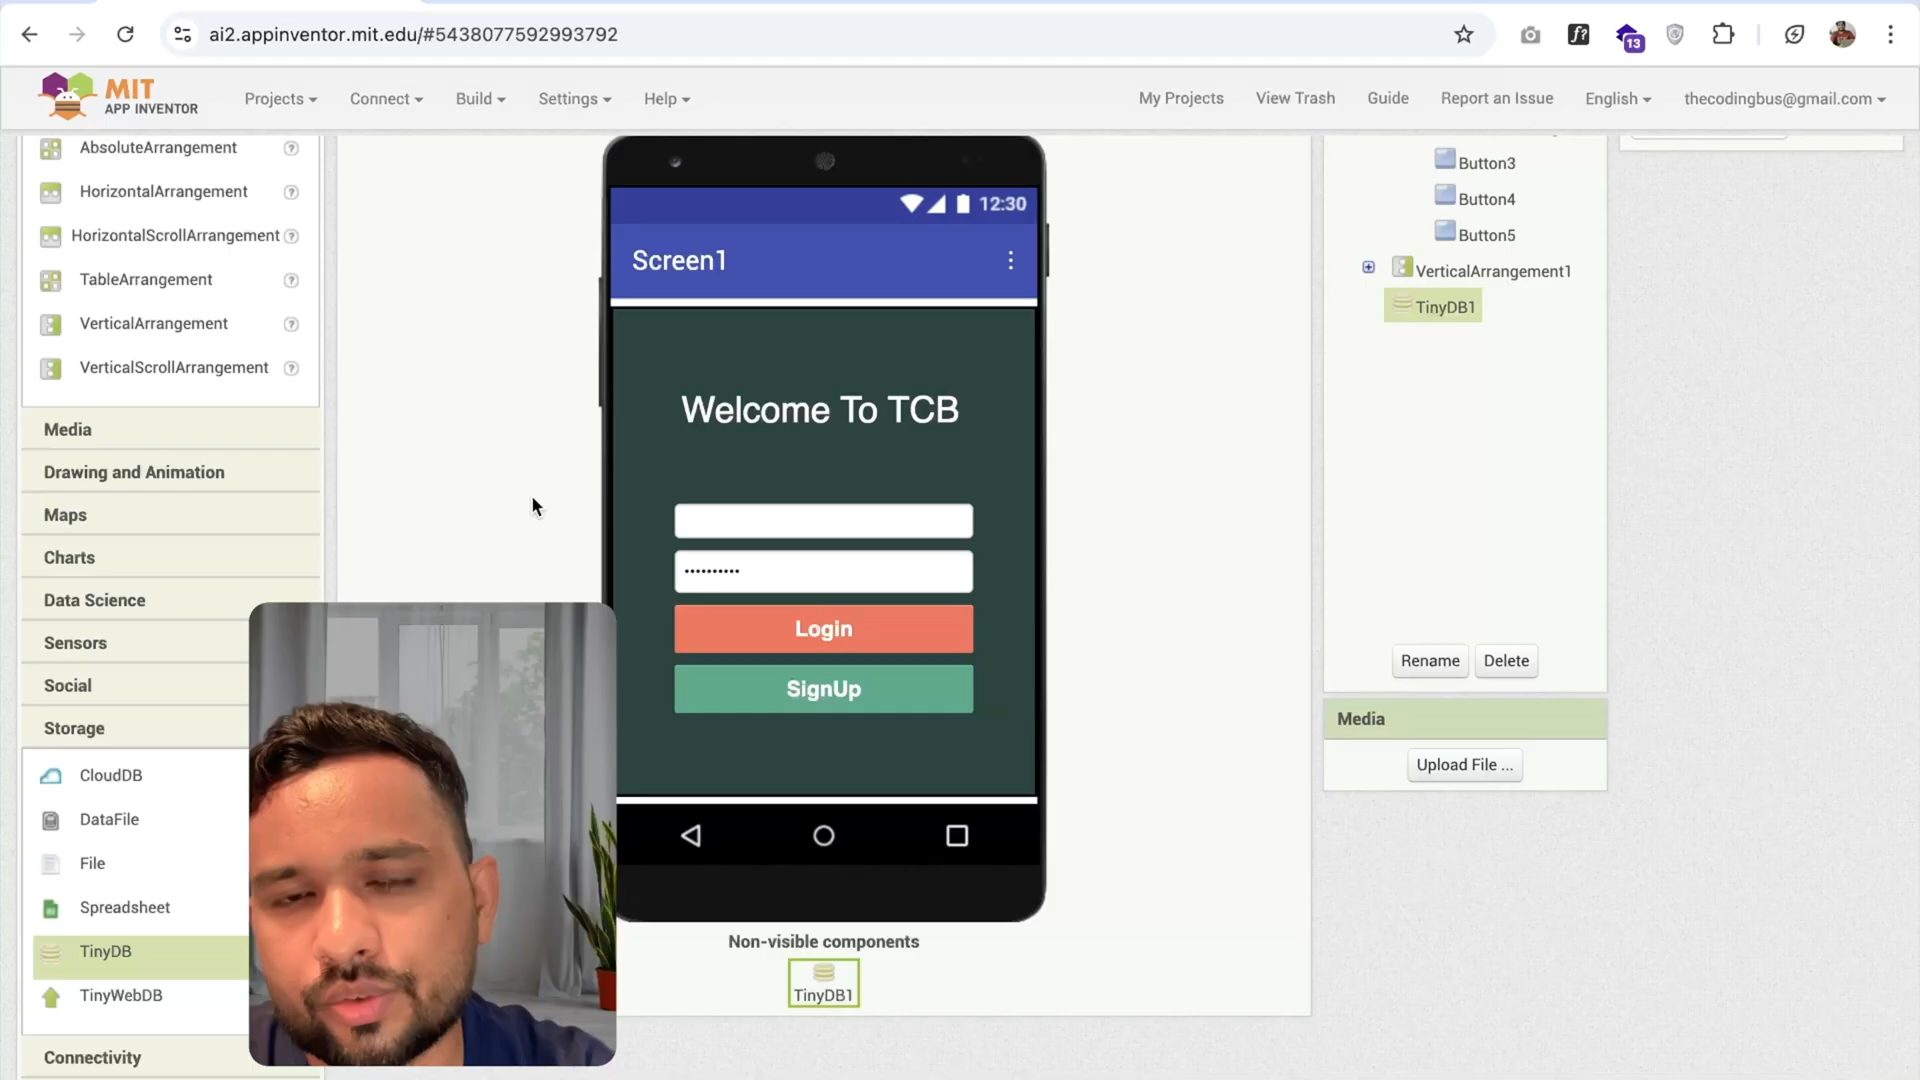 ai2.appinventor.mit.edu/#5438077592993792
f?
13
MIT
APP INVENTOR
Projects
Connect
Build
Settings
Help
My Projects
View Trash
Guide
Report an Issue
English
thecodingbus@gmail.com
AbsoluteArrangement ?
HorizontalArrangement ?
HorizontalScrollArrangement ?
TableArrangement ?
VerticalArrangement ?
VerticalScrollArrangement ?
Media
Drawing and Animation
Maps
Charts
Data Science
Sensors
Social
Storage
CloudDB
DataFile
File
Spreadsheet
TinyDB
TinyWebDB
Connectivity
12:30
Screen1
Welcome To TCB
••••••••••
Login
SignUp
Non-visible components
TinyDB1
Button3
Button4
Button5
VerticalArrangement1
TinyDB1
Rename
Delete
Media
Upload File ...